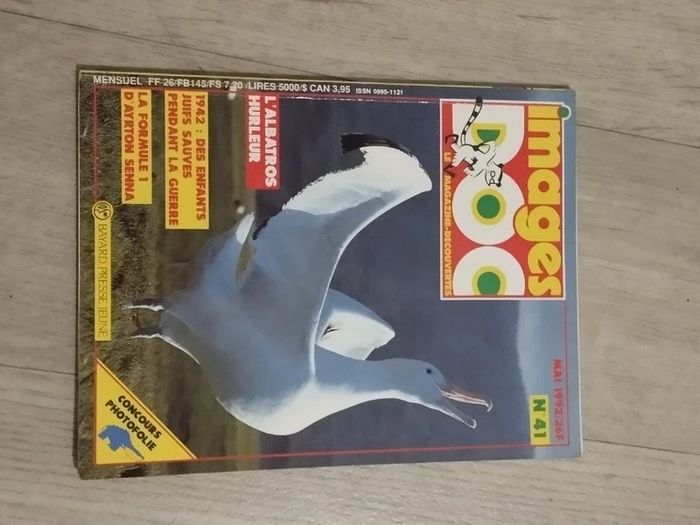 MENSUEL FF 26/FB145/FS 7,20 /LIRES 5000/$ CAN 3,95 ISSN 0995-1121
images
DOC
LE MAGAZINE-DECOUVERTES
MAI 1992/26F
N 41
L'ALBATROS
HURLEUR
1942 : DES ENFANTS
JUIFS SAUVES
PENDANT LA GUERRE
LA FORMULE 1
D'AYRTON SENNA
BAYARD PRESSE JEUNE
CONCOURS
PHOTOFOLIE